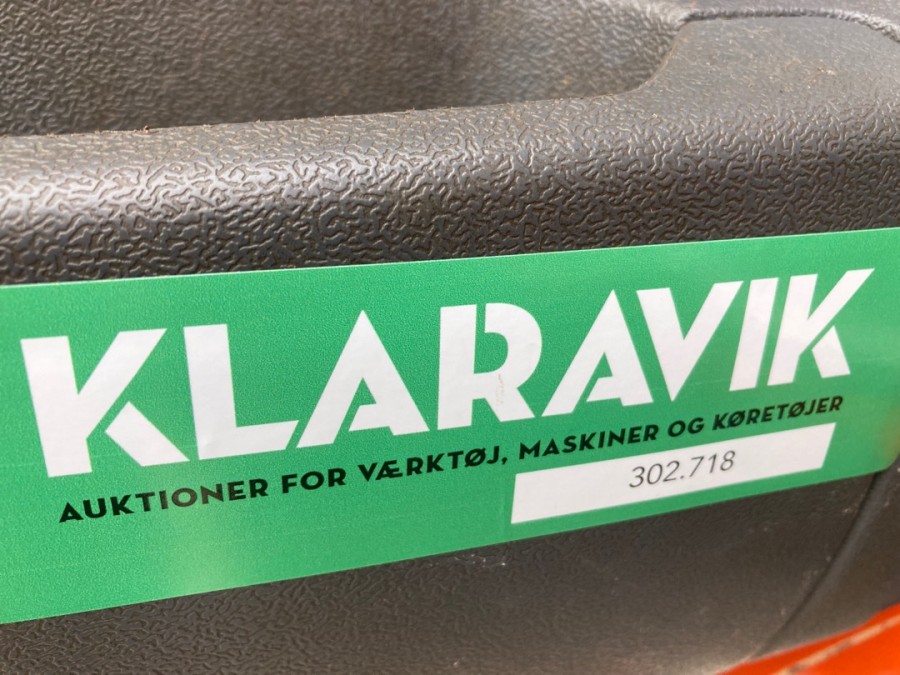 KLARAVIK
AUKTIONER FOR VÆRKTØJ, MASKINER OG KØRETØJER
302.718